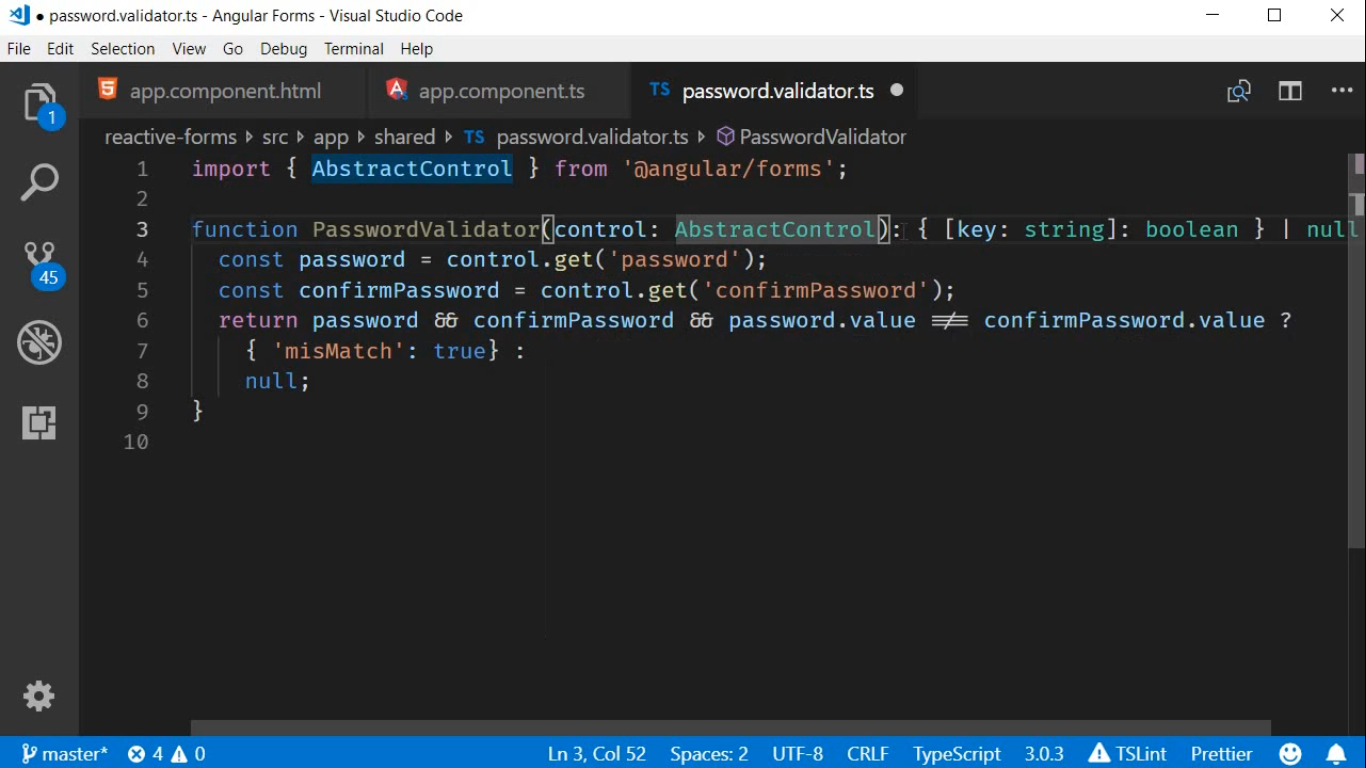 password.validator.ts - Angular Forms - Visual Studio Code
File Edit Selection View Go Debug Terminal Help
app.component.html app.component.ts TS password.validator.ts
reactive-forms src app shared TS password.validator.ts PasswordValidator
1 import { AbstractControl } from '@angular/forms';
2
3 function PasswordValidator(control: AbstractControl): { [key: string]: boolean } | null
4 const password = control.get('password');
5 const confirmPassword = control.get('confirmPassword');
6 return password && confirmPassword && password.value !== confirmPassword.value ?
7 { 'misMatch': true} :
8 null;
9 }
10
1
45
master* 4 0 Ln 3, Col 52 Spaces: 2 UTF-8 CRLF TypeScript 3.0.3 TSLint Prettier